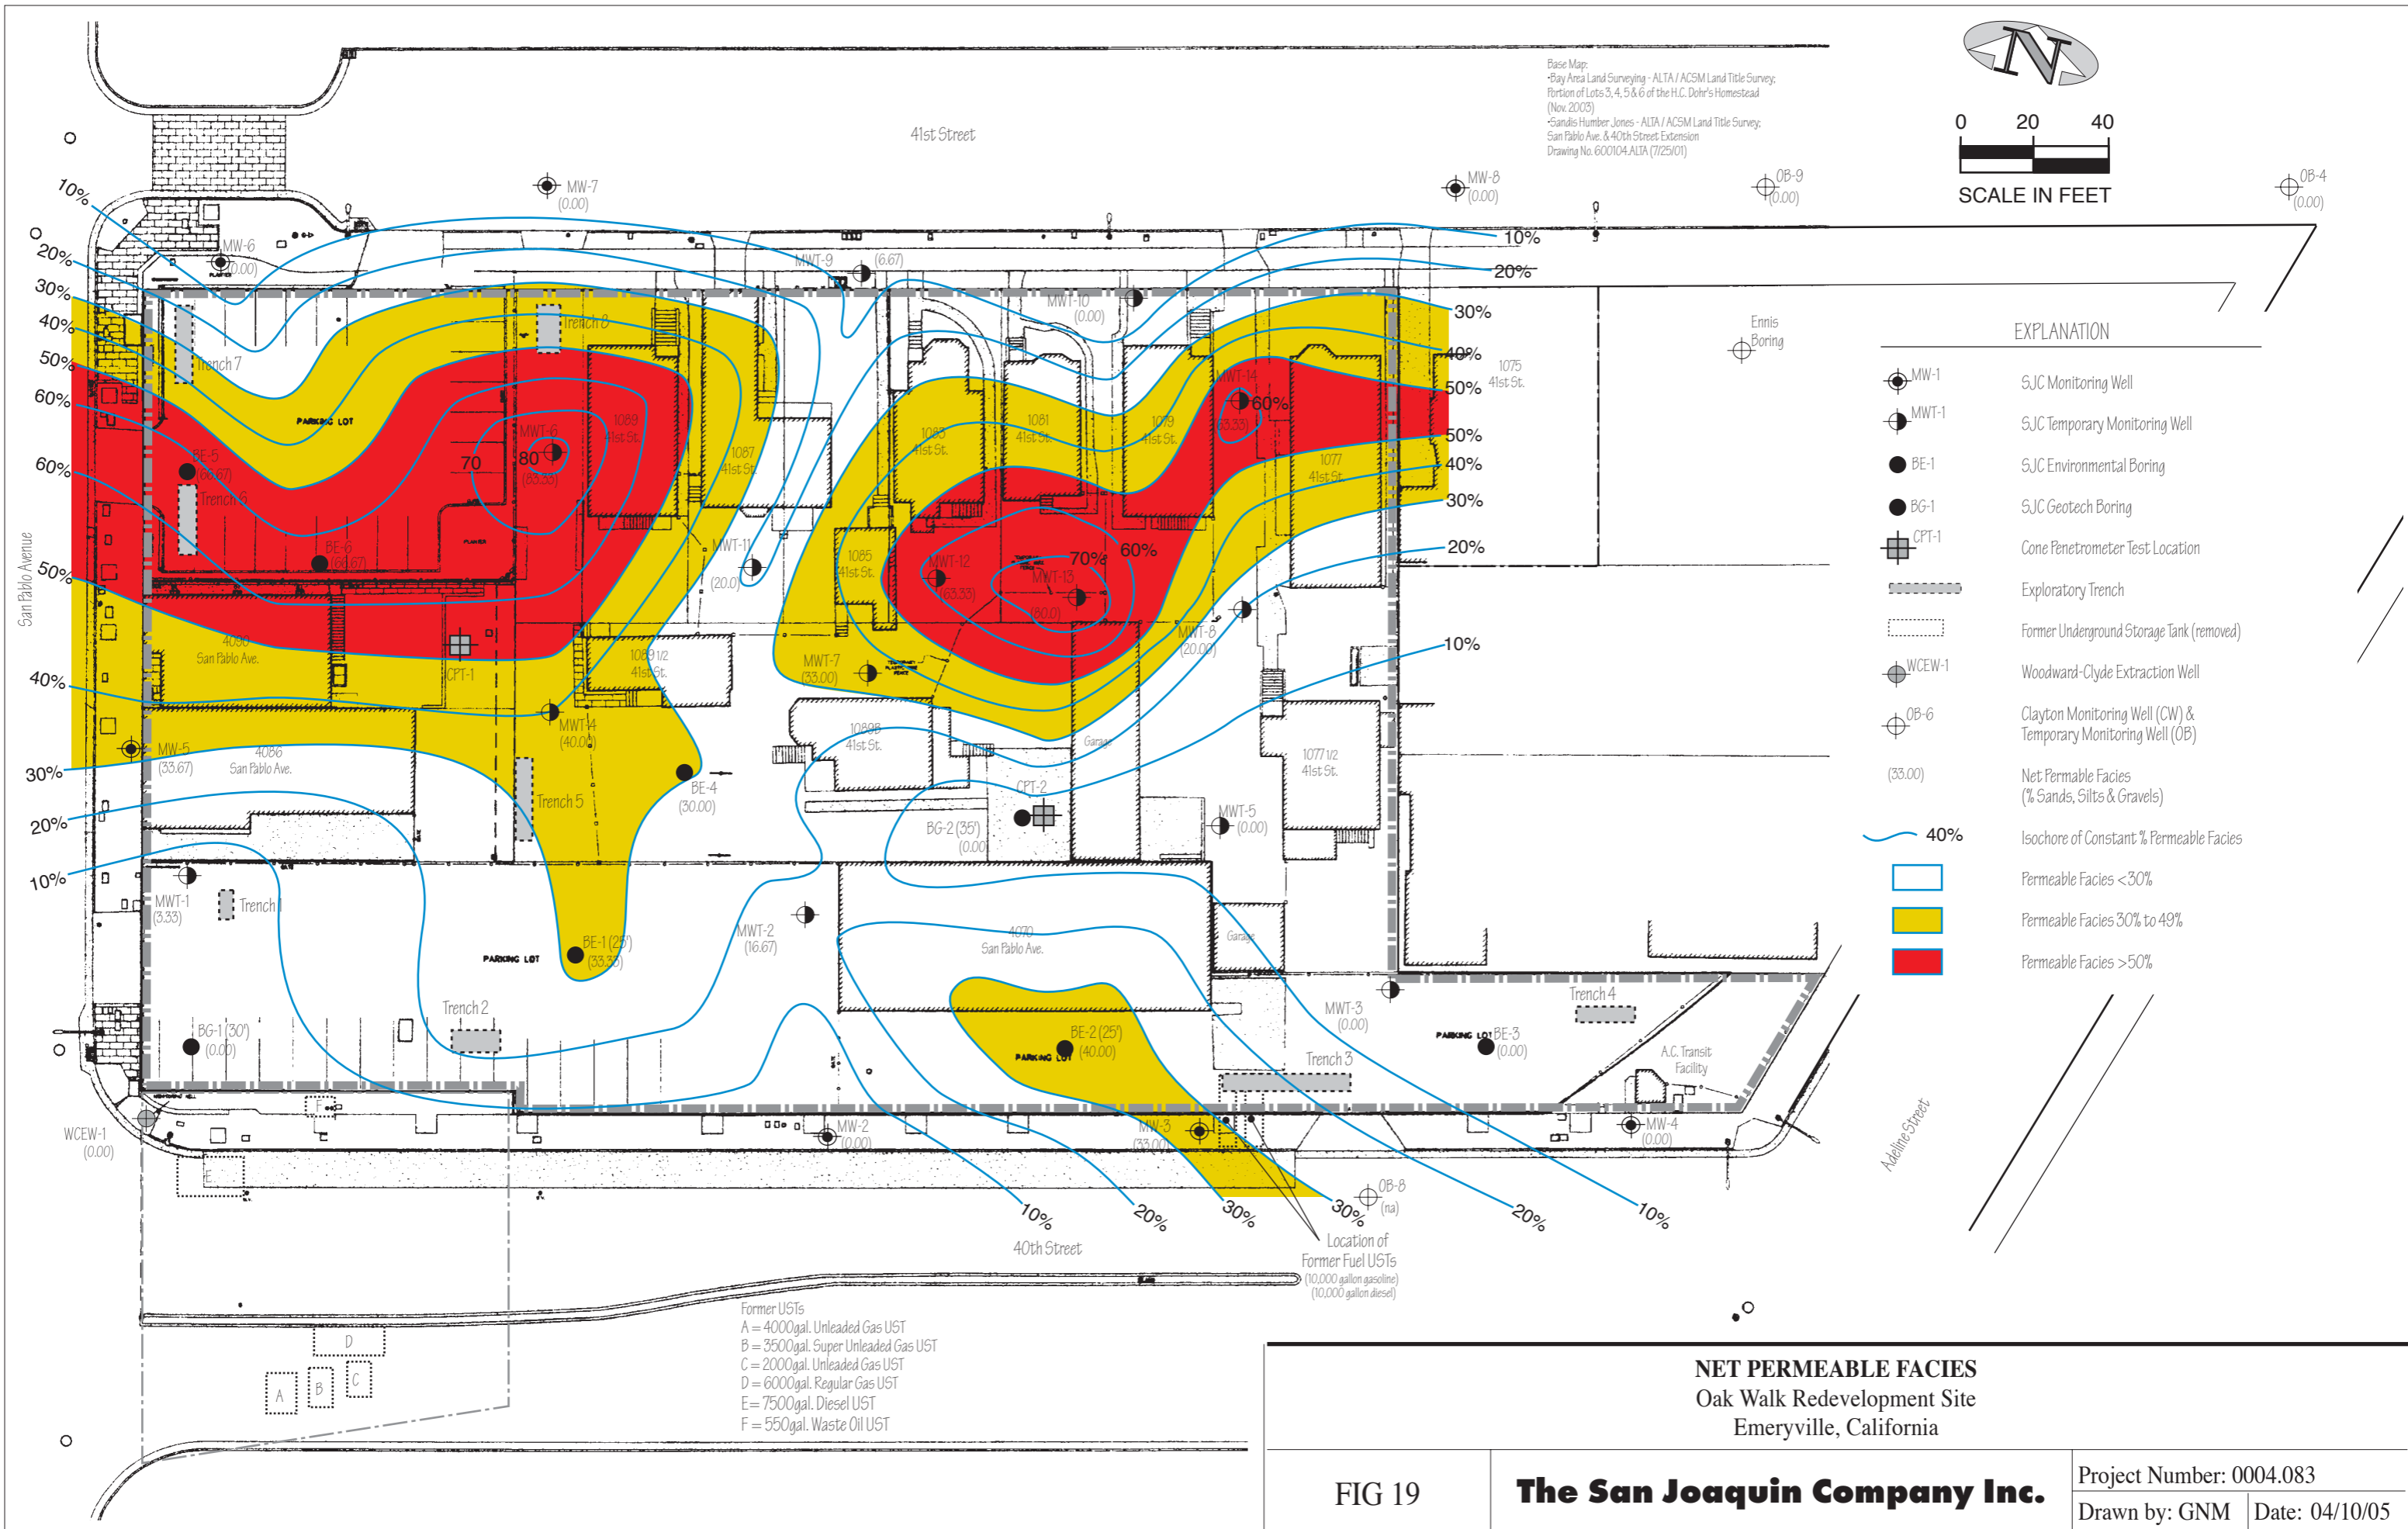 Base Map:
•Bay Area Land Surveying - ALTA / ACSM Land Title Survey;
Portion of Lots 3, 4, 5 & 6 of the H.C. Dohr's Homestead
(Nov. 2003)
•Sandis Humber Jones - ALTA / ACSM Land Title Survey;
San Pablo Ave. & 40th Street Extension
Drawing No. 600104.ALTA (7/25/01)
N
0 20 40
SCALE IN FEET
41st Street
MW-7
(0.00)
MW-8
(0.00)
OB-9
(0.00)
OB-4
(0.00)
10%
20%
30%
40%
50%
60%
60%
50%
40%
30%
20%
10%
MW-6
(0.00)
PLANTER
MWT-9
(6.67)
MWT-10
(0.00)
10%
20%
30%
40%
50%
50%
40%
30%
20%
10%
Ennis
Boring
1075
41st St.
Trench 7
Trench 8
PARKING LOT
MWT-14
60%
(63.33)
1089
41st St.
1087
41st St.
1083
41st St.
1081
41st St.
1079
41st St.
1077
41st St.
MWT-6
70
80
(83.33)
BE-5
(66.67)
Trench 6
BE-6
(66.67)
PLANTER
San Pablo Avenue
MWT-11
(20.0)
1085
41st St.
MWT-12
(63.33)
70%
60%
MWT-13
(80.0)
4090
San Pablo Ave.
CPT-1
1089 1/2
41st St.
MWT-7
(33.00)
MWT-8
(20.00)
MWT-4
(40.00)
MW-5
(33.67)
4086
San Pablo Ave.
Trench 5
BE-4
(30.00)
1089B
41st St.
Garage
1077 1/2
41st St.
CPT-2
BG-2 (35')
(0.00)
MWT-5
(0.00)
MWT-1
(3.33)
Trench 1
PARKING LOT
BE-1 (25')
(33.33)
MWT-2
(16.67)
4070
San Pablo Ave.
Garage
BG-1 (30')
(0.00)
Trench 2
BE-2 (25')
(40.00)
PARKING LOT
MWT-3
(0.00)
Trench 3
Trench 4
PARKING LOT
BE-3
(0.00)
A.C. Transit
Facility
WCEW-1
(0.00)
F
E
MW-2
(0.00)
MW-3
(33.00)
MW-4
(0.00)
OB-8
(na)
10%
20%
30%
30%
20%
10%
40th Street
Adeline Street
Location of
Former Fuel USTs
(10,000 gallon gasoline)
(10,000 gallon diesel)
D
A
B
C
Former USTs
A = 4000gal. Unleaded Gas UST
B = 3500gal. Super Unleaded Gas UST
C = 2000gal. Unleaded Gas UST
D = 6000gal. Regular Gas UST
E = 7500gal. Diesel UST
F = 550gal. Waste Oil UST
EXPLANATION
MW-1 SJC Monitoring Well
MWT-1 SJC Temporary Monitoring Well
BE-1 SJC Environmental Boring
BG-1 SJC Geotech Boring
CPT-1 Cone Penetrometer Test Location
Exploratory Trench
Former Underground Storage Tank (removed)
WCEW-1 Woodward-Clyde Extraction Well
OB-6 Clayton Monitoring Well (CW) &
Temporary Monitoring Well (OB)
(33.00) Net Permable Facies
(% Sands, Silts & Gravels)
40% Isochore of Constant % Permeable Facies
Permeable Facies <30%
Permeable Facies 30% to 49%
Permeable Facies >50%
NET PERMEABLE FACIES
Oak Walk Redevelopment Site
Emeryville, California
FIG 19
The San Joaquin Company Inc.
Project Number: 0004.083
Drawn by: GNM Date: 04/10/05